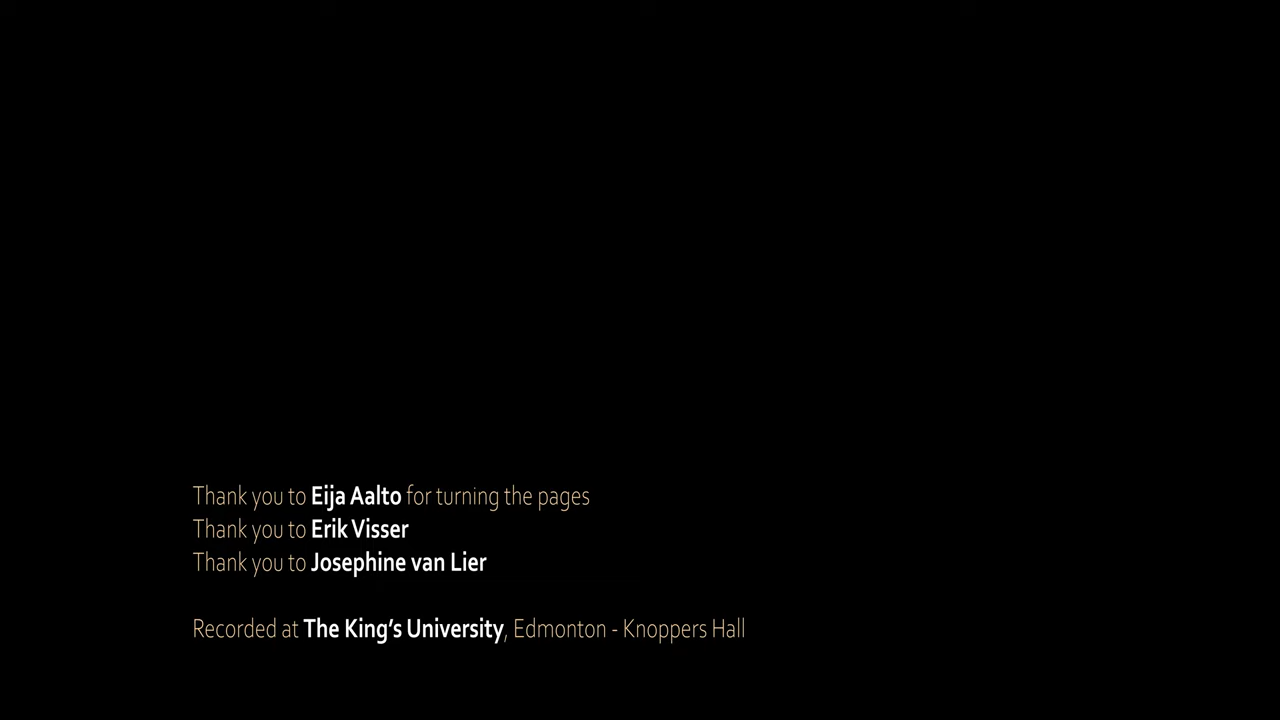 Thank you to Eija Aalto for turning the pages
Thank you to Erik Visser
Thank you to Josephine van Lier
Recorded at The King's University, Edmonton - Knoppers Hall